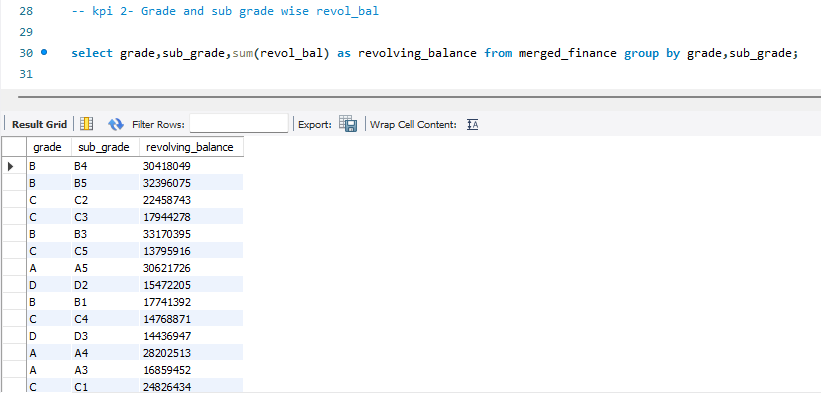 28 -- kpi 2- Grade and sub grade wise revol_bal
29
30 select grade,sub_grade,sum(revol_bal) as revolving_balance from merged_finance group by grade,sub_grade;
31
Result Grid Filter Rows: Export: Wrap Cell Content: IA
grade sub_grade revolving_balance
B B4 30418049
B B5 32396075
C C2 22458743
C C3 17944278
B B3 33170395
C C5 13795916
A A5 30621726
D D2 15472205
B B1 17741392
C C4 14768871
D D3 14436947
A A4 28202513
A A3 16859452
C C1 24826434